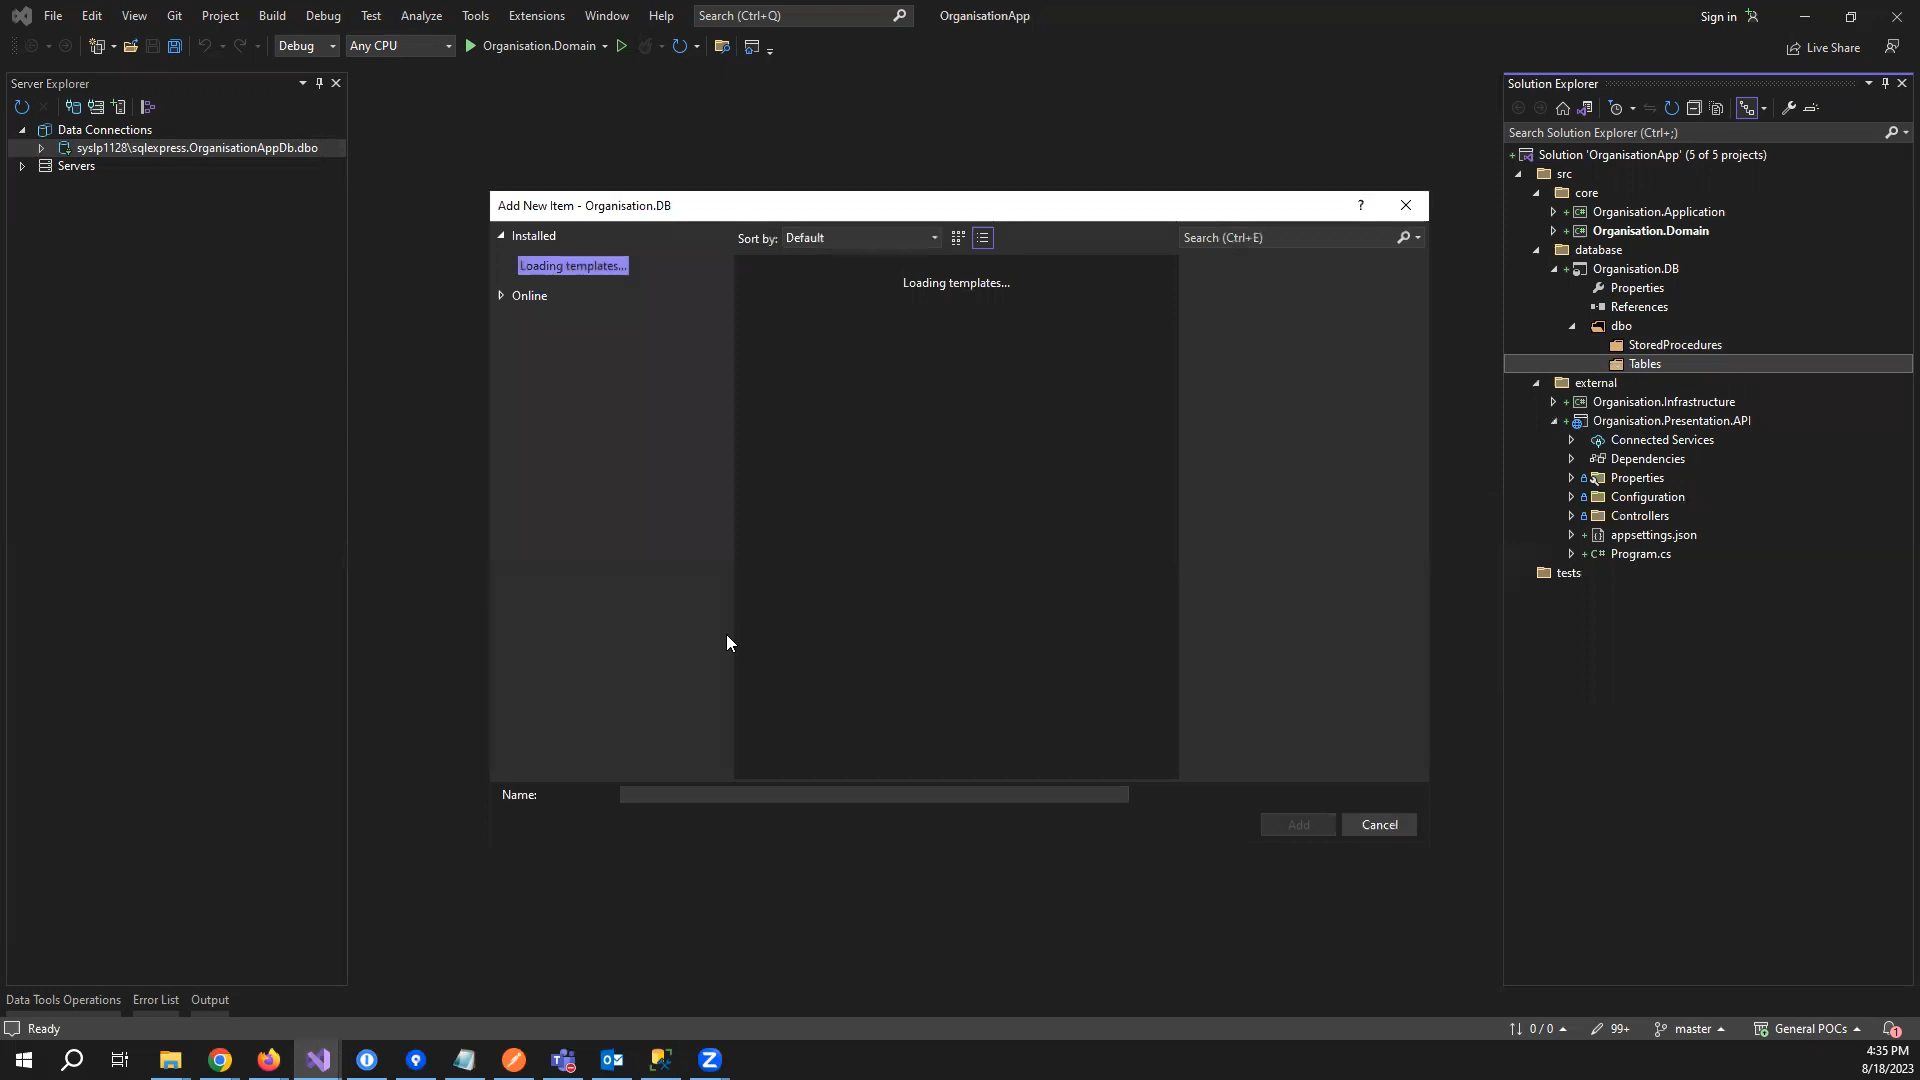 File Edit View Git Project Build Debug Test Analyze Tools Extensions Window Help Search (Ctrl+Q) OrganisationApp Sign in
Debug Any CPU Organisation.Domain Live Share
Server Explorer
Data Connections
syslp1128\sqlexpress.OrganisationAppDb.dbo
Servers
Add New Item - Organisation.DB ?
Installed
Loading templates...
Online
Sort by: Default
Search (Ctrl+E)
Loading templates...
Name:
Add Cancel
Solution Explorer
Search Solution Explorer (Ctrl+;)
Solution 'OrganisationApp' (5 of 5 projects)
src
core
Organisation.Application
Organisation.Domain
database
Organisation.DB
Properties
References
dbo
StoredProcedures
Tables
external
Organisation.Infrastructure
Organisation.Presentation.API
Connected Services
Dependencies
Properties
Configuration
Controllers
appsettings.json
C# Program.cs
tests
Data Tools Operations Error List Output
Ready 0 / 0 99+ master General POCs 1
4:35 PM
8/18/2023